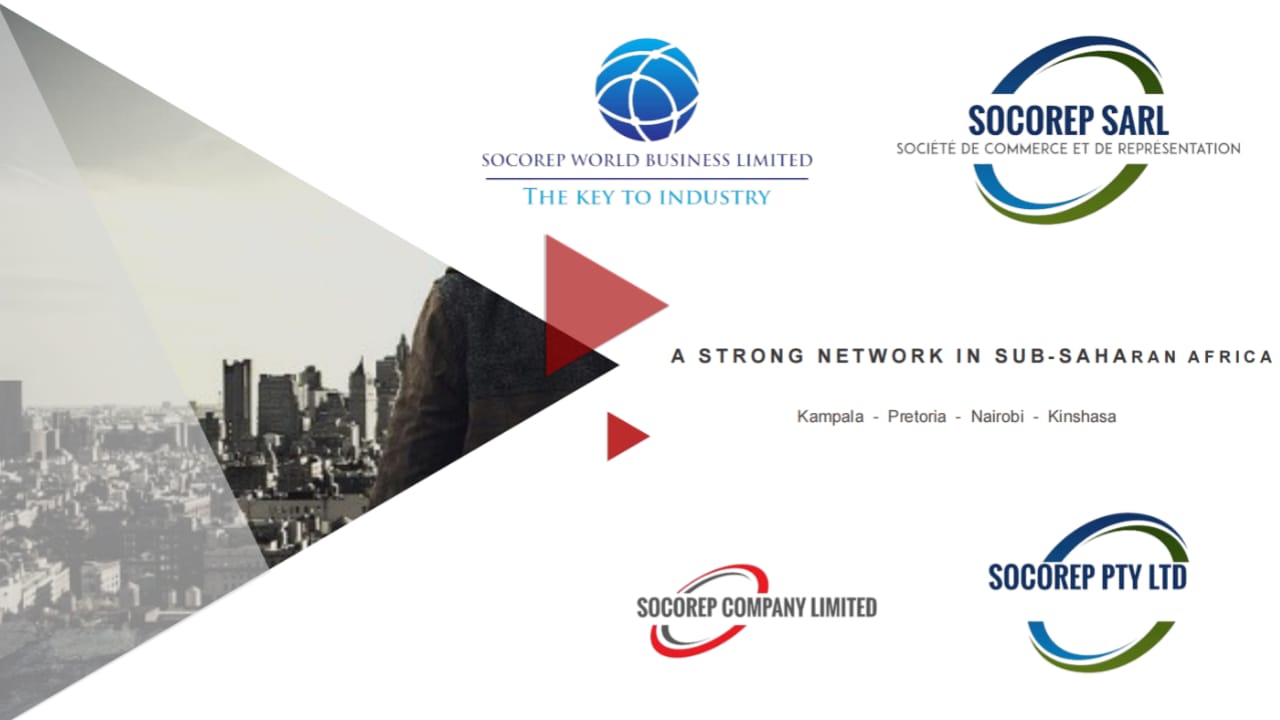 SOCOREP WORLD BUSINESS LIMITED
THE KEY TO INDUSTRY
SOCOREP SARL
SOCIÉTÉ DE COMMERCE ET DE REPRÉSENTATION
A STRONG NETWORK IN SUB-SAHARAN AFRICA
Kampala - Pretoria - Nairobi - Kinshasa
SOCOREP COMPANY LIMITED
SOCOREP PTY LTD